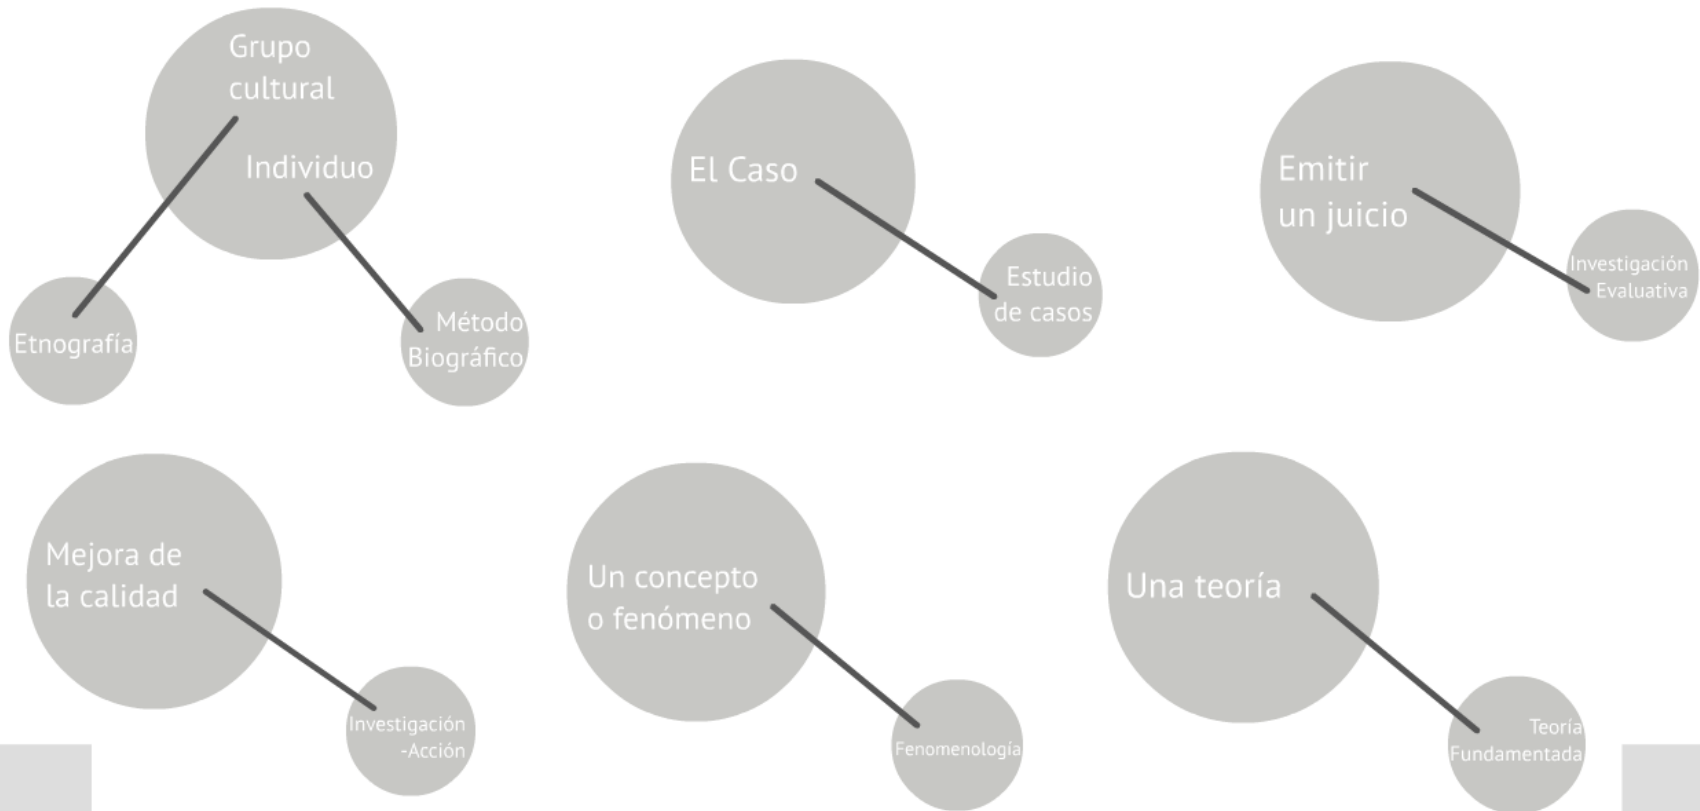 Grupo
cultural
Individuo
Etnografía
Método
Biográfico
El Caso
Estudio
de casos
Emitir
un juicio
Investigación
Evaluativa
Mejora de
la calidad
Investigación
-Acción
Un concepto
o fenómeno
Fenomenología
Una teoría
Teoría
Fundamentada